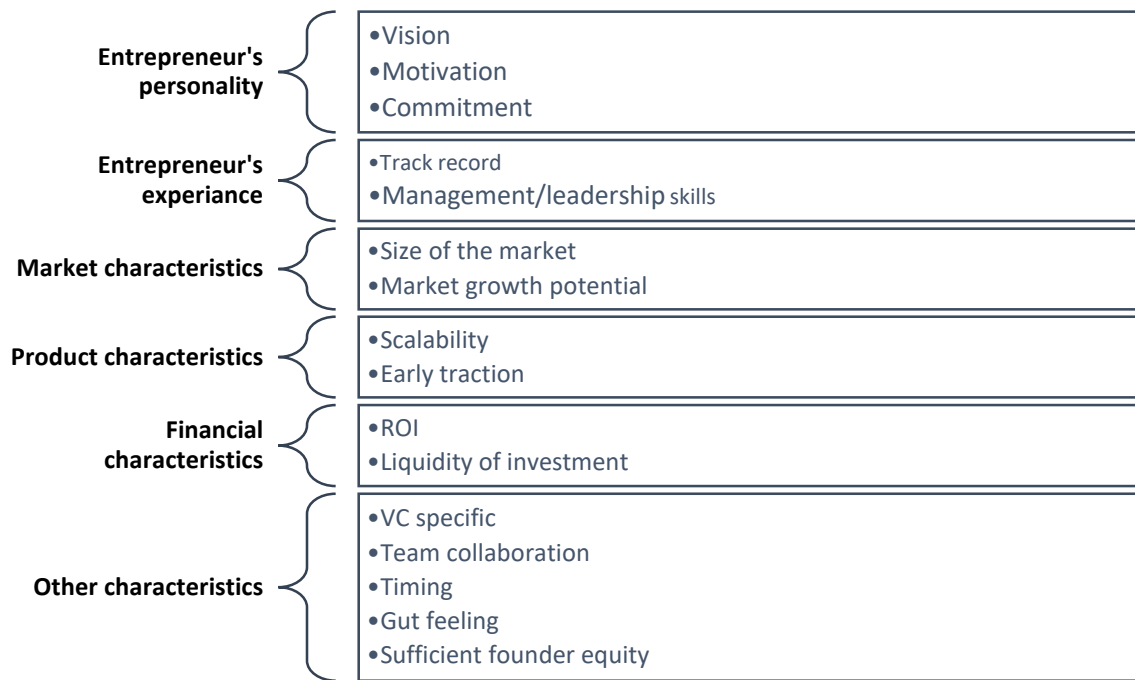 Entrepreneur's
personality
•Vision
•Motivation
•Commitment
Entrepreneur's
experiance
•Track record
•Management/leadership skills
Market characteristics
•Size of the market
•Market growth potential
Product characteristics
•Scalability
•Early traction
Financial
characteristics
•ROI
•Liquidity of investment
Other characteristics
•VC specific
•Team collaboration
•Timing
•Gut feeling
•Sufficient founder equity